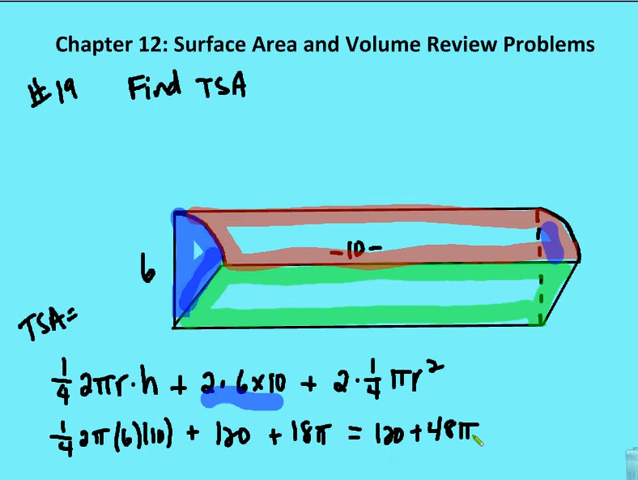 Chapter 12: Surface Area and Volume Review Problems
#19 Find TSA
-10-
6
TSA=
1/4 2πr·h + 2·6×10 + 2·1/4 πr²
1/4 2π(6)(10) + 120 + 18π = 120+48π